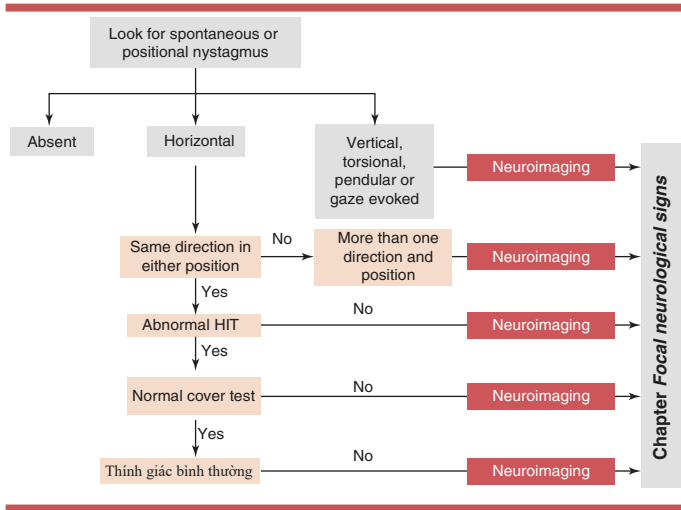 Look for spontaneous or
positional nystagmus
Absent
Horizontal
Vertical,
torsional,
pendular or
gaze evoked
Neuroimaging
Same direction in
either position
No
More than one
direction and
position
Neuroimaging
Yes
Abnormal HIT
No
Neuroimaging
Yes
Normal cover test
No
Neuroimaging
Yes
Thính giác bình thường
No
Neuroimaging
Chapter Focal neurological signs